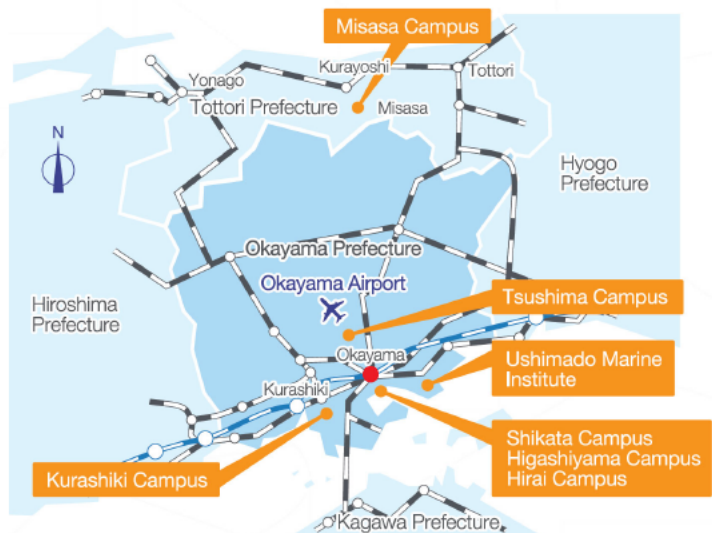 Misasa Campus
Kurayoshi
Tottori
Yonago
Tottori Prefecture
Misasa
N
Hyogo
Prefecture
Okayama Prefecture
Okayama Airport
Tsushima Campus
Hiroshima
Prefecture
Okayama
Ushimado Marine
Institute
Kurashiki
Shikata Campus
Higashiyama Campus
Hirai Campus
Kurashiki Campus
Kagawa Prefecture